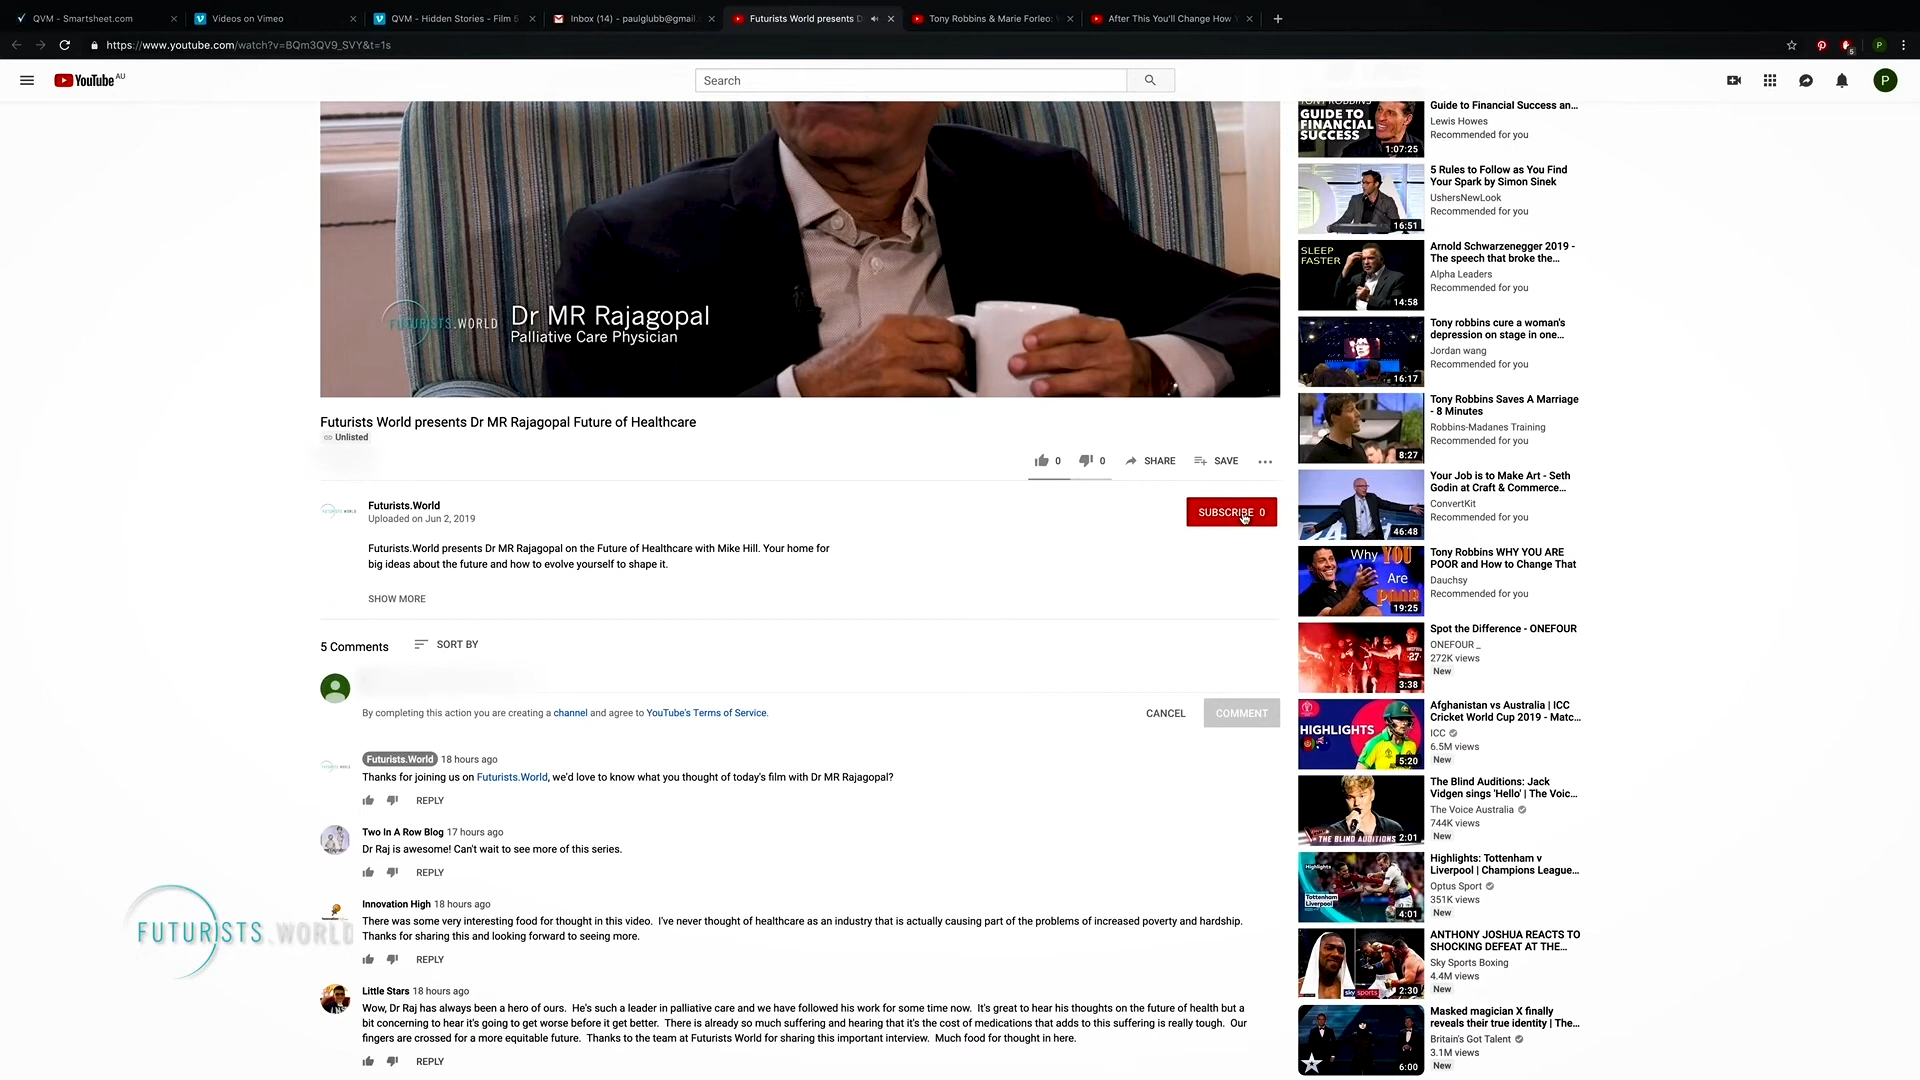 QVM - Smartsheet.com
Videos on Vimeo
QVM - Hidden Stories - Film
Inbox (14) - paulglubb@gmail.
Futurists World presents D
Tony Robbins & Marie Forleo:
After This You'll Change How
https://www.youtube.com/watch?v=BQm3QV9_SVY&t=1s
5
P
YouTube AU
Search
P
Dr MR Rajagopal
FUTURISTS.WORLD
Palliative Care Physician
Futurists World presents Dr MR Rajagopal Future of Healthcare
Unlisted
0
0
SHARE
SAVE
Futurists.World
Uploaded on Jun 2, 2019
SUBSCRIBE 0
Futurists.World presents Dr MR Rajagopal on the Future of Healthcare with Mike Hill. Your home for
big ideas about the future and how to evolve yourself to shape it.
SHOW MORE
5 Comments
SORT BY
By completing this action you are creating a channel and agree to YouTube's Terms of Service.
CANCEL
COMMENT
Futurists.World 18 hours ago
Thanks for joining us on Futurists.World, we'd love to know what you thought of today's film with Dr MR Rajagopal?
REPLY
Two In A Row Blog 17 hours ago
Dr Raj is awesome! Can't wait to see more of this series.
REPLY
Innovation High 18 hours ago
There was some very interesting food for thought in this video. I've never thought of healthcare as an industry that is actually causing part of the problems of increased poverty and hardship.
Thanks for sharing this and looking forward to seeing more.
REPLY
FUTURISTS.WORLD
Little Stars 18 hours ago
Wow, Dr Raj has always been a hero of ours. He's such a leader in palliative care and we have followed his work for some time now. It's great to hear his thoughts on the future of health but a
bit concerning to hear it's going to get worse before it get better. There is already so much suffering and hearing that it's the cost of medications that adds to this suffering is really tough. Our
fingers are crossed for a more equitable future. Thanks to the team at Futurists World for sharing this important interview. Much food for thought in here.
REPLY
TONY ROBBINS
GUIDE TO
FINANCIAL
SUCCESS
1:07:25
Guide to Financial Success an...
Lewis Howes
Recommended for you
16:51
5 Rules to Follow as You Find
Your Spark by Simon Sinek
UshersNewLook
Recommended for you
SLEEP
FASTER
14:58
Arnold Schwarzenegger 2019 -
The speech that broke the...
Alpha Leaders
Recommended for you
16:17
Tony robbins cure a woman's
depression on stage in one...
Jordan wang
Recommended for you
8:27
Tony Robbins Saves A Marriage
- 8 Minutes
Robbins-Madanes Training
Recommended for you
46:48
Your Job is to Make Art - Seth
Godin at Craft & Commerce...
ConvertKit
Recommended for you
Why YOU
Are
POOR
19:25
Tony Robbins WHY YOU ARE
POOR and How to Change That
Dauchsy
Recommended for you
27
3:38
Spot the Difference - ONEFOUR
ONEFOUR _
272K views
New
HIGHLIGHTS
5:20
Afghanistan vs Australia | ICC
Cricket World Cup 2019 - Matc...
ICC
6.5M views
New
THE BLIND AUDITIONS
2:01
The Blind Auditions: Jack
Vidgen sings 'Hello' | The Voic...
The Voice Australia
744K views
New
Highlights
Tottenham
Liverpool
4:01
Highlights: Tottenham v
Liverpool | Champions League...
Optus Sport
351K views
New
sky sports
2:30
ANTHONY JOSHUA REACTS TO
SHOCKING DEFEAT AT THE...
Sky Sports Boxing
4.4M views
New
6:00
Masked magician X finally
reveals their true identity | The...
Britain's Got Talent
3.1M views
New